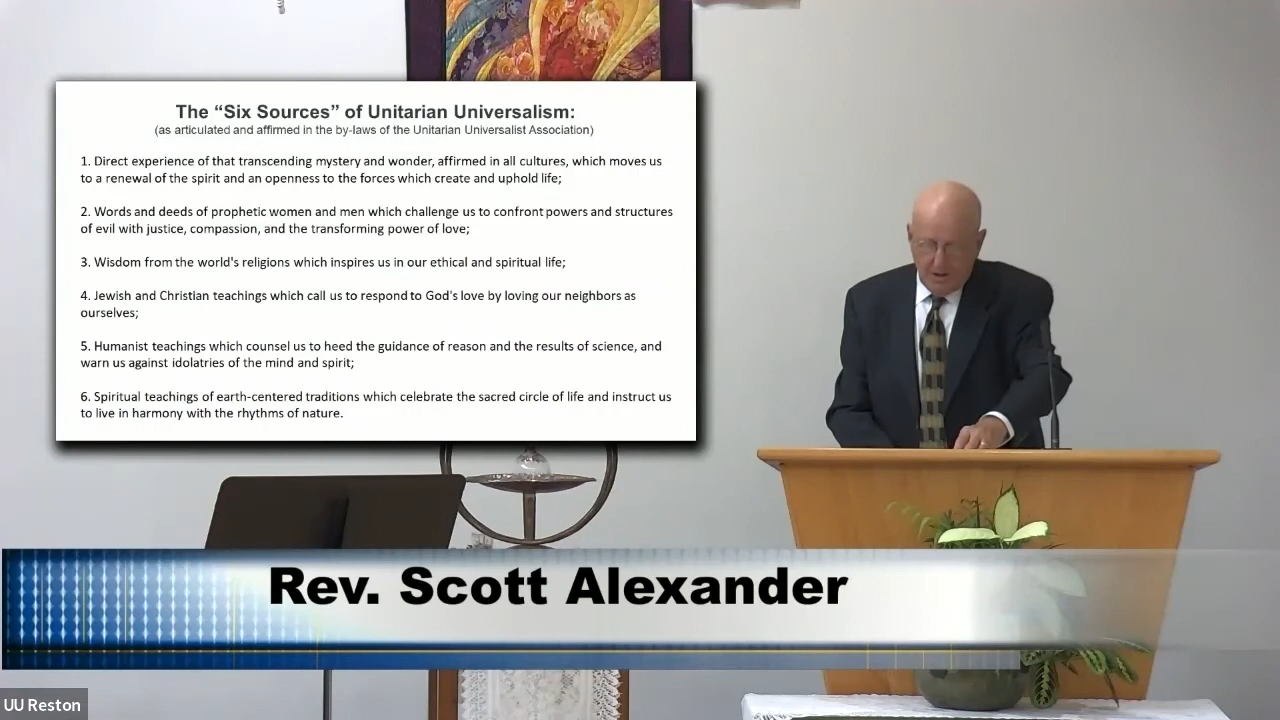 The “Six Sources” of Unitarian Universalism:
(as articulated and affirmed in the by-laws of the Unitarian Universalist Association)
1. Direct experience of that transcending mystery and wonder, affirmed in all cultures, which moves us
to a renewal of the spirit and an openness to the forces which create and uphold life;
2. Words and deeds of prophetic women and men which challenge us to confront powers and structures
of evil with justice, compassion, and the transforming power of love;
3. Wisdom from the world's religions which inspires us in our ethical and spiritual life;
4. Jewish and Christian teachings which call us to respond to God's love by loving our neighbors as
ourselves;
5. Humanist teachings which counsel us to heed the guidance of reason and the results of science, and
warn us against idolatries of the mind and spirit;
6. Spiritual teachings of earth-centered traditions which celebrate the sacred circle of life and instruct us
to live in harmony with the rhythms of nature.
Rev. Scott Alexander
UU Reston